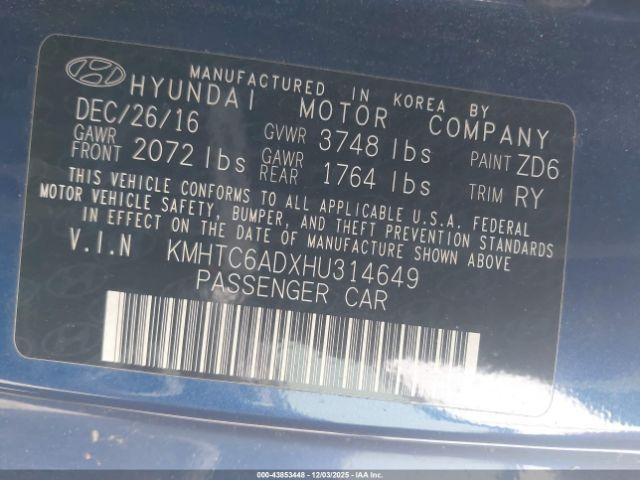 MANUFACTURED IN KOREA BY
HYUNDAI MOTOR COMPANY
DEC/26/16 GVWR 3748 lbs PAINT ZD6
GAWR FRONT 2072 lbs GAWR REAR 1764 lbs TRIM RY
THIS VEHICLE CONFORMS TO ALL APPLICABLE U.S.A. FEDERAL
MOTOR VEHICLE SAFETY, BUMPER, AND THEFT PREVENTION STANDARDS
IN EFFECT ON THE DATE OF MANUFACTURE SHOWN ABOVE
V.I.N KMHTC6ADXHU314649
PASSENGER CAR
000-43853448 - 12/03/2025 - IAAI.COM